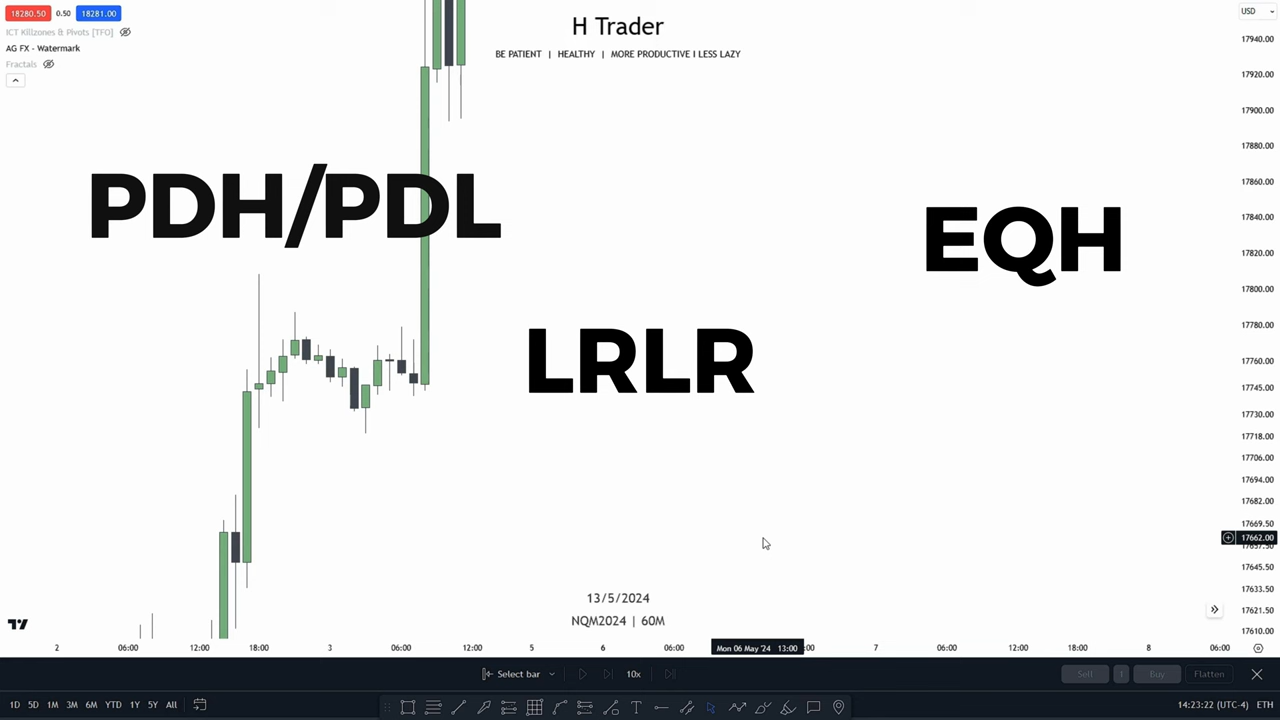 18280.50 0.50 18281.00
ICT Killzones & Pivots [TFO]
AG FX - Watermark
Fractals
H Trader
BE PATIENT | HEALTHY | MORE PRODUCTIVE I LESS LAZY
USD
PDH/PDL
EQH
LRLR
17940.00
17920.00
17900.00
17880.00
17860.00
17840.00
17820.00
17800.00
17780.00
17760.00
17745.00
17730.00
17718.00
17706.00
17694.00
17682.00
17669.50
17662.00
17645.50
17633.50
17621.50
17610.00
13/5/2024
NQM2024 | 60M
2 06:00 12:00 18:00 3 06:00 12:00 5 6 06:00 Mon 06 May '24 13:00 :00 7 06:00 12:00 18:00 8 06:00
Select bar 10x Sell 1 Buy Flatten
1D 5D 1M 3M 6M YTD 1Y 5Y All 14:23:22 (UTC-4) ETH